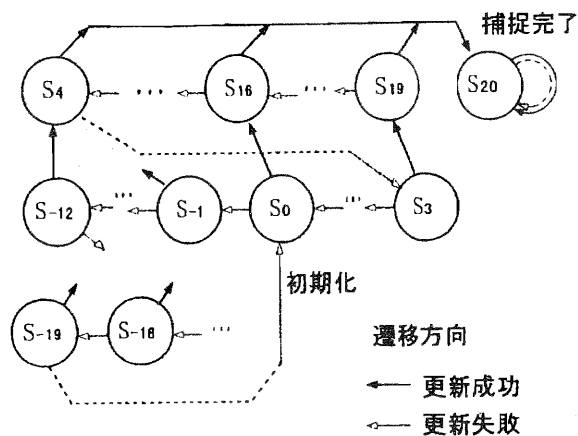 捕捉完了
S4
...
S16
...
S19
S20
S-12
...
S-1
S0
...
S3
初期化
S-19
S-18
...
遷移方向
更新成功
更新失敗